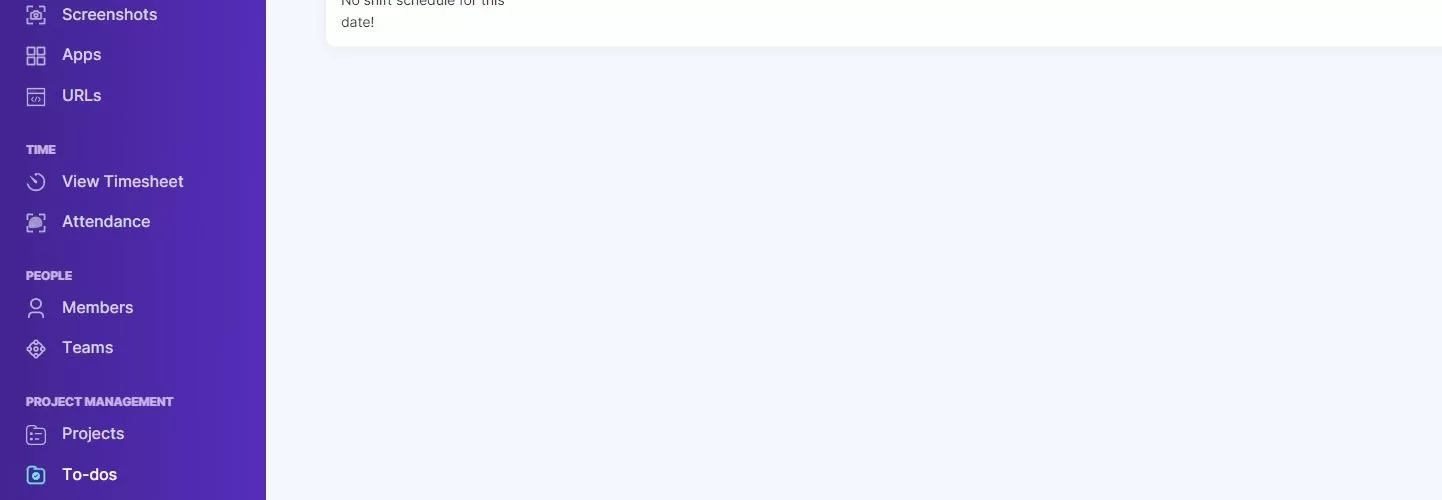 Screenshots
Apps
URLs
TIME
View Timesheet
Attendance
PEOPLE
Members
Teams
PROJECT MANAGEMENT
Projects
To-dos
No shift schedule for this
date!